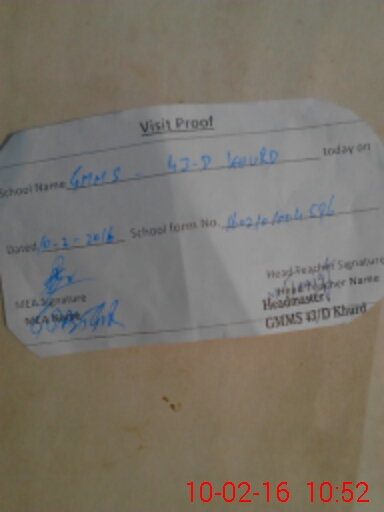 Visit Proof
School Name GMMS - 43-D KHURD today on
Dated 10-2-2016 School form No.
Head Teacher Signature
MEA Signature Head Teacher Name
MEA Name Headmaster
GMMS 43/D Khurd
10-02-16 10:52